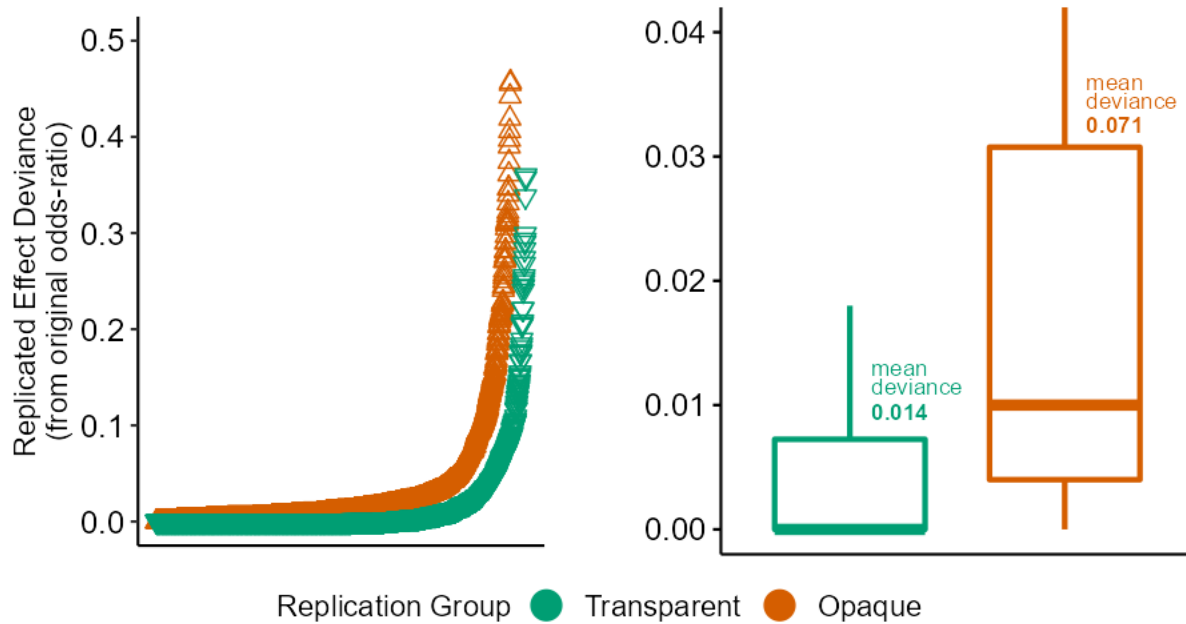 Replicated Effect Deviance
(from original odds-ratio)
0.5
0.4
0.3
0.2
0.1
0.0
0.04
0.03
0.02
0.01
0.00
mean
deviance
0.014
mean
deviance
0.071
Replication Group
Transparent
Opaque